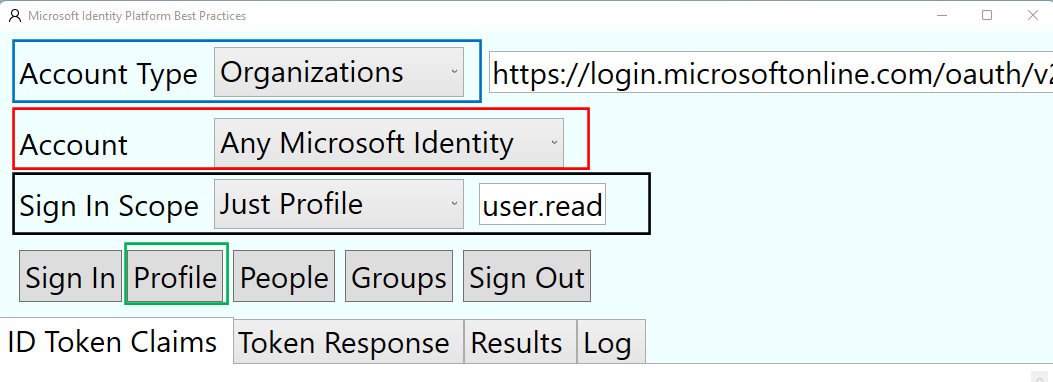 Microsoft Identity Platform Best Practices
Account Type Organizations https://login.microsoftonline.com/oauth/v2
Account Any Microsoft Identity
Sign In Scope Just Profile user.read
Sign In Profile People Groups Sign Out
ID Token Claims Token Response Results Log